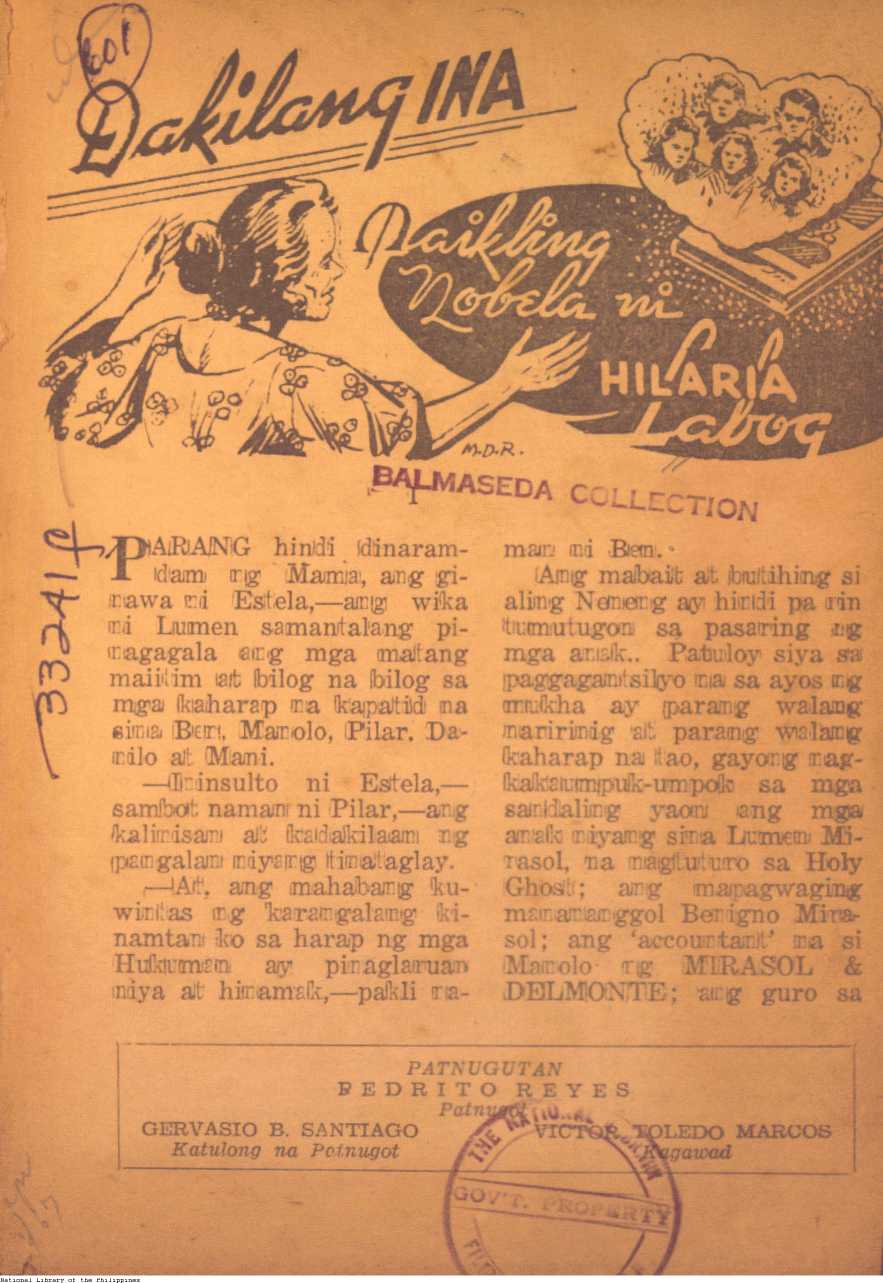 601
Dakilang INA
Maikling
Nobela ni
HILARIA
Labog
M.D.R.
BALMASEDA COLLECTION
I
33241
PARANG hindi dinaram-
dam ng Mama, ang gi-
nawa ni Estela,—ang wika
ni Lumen samantalang pi-
nagagala ang mga matang
maiitim at bilog na bilog sa
mga kaharap na kapatid na
sina Ben, Manolo, Pilar, Da-
nilo at Mani.
—Ininsulto ni Estela,—
sambot naman ni Pilar,—ang
kalinisan at kadakilaan ng
pangalan niyang tinataglay.
—At, ang mahabang ku-
wintas ng karangalang ki-
namtan ko sa harap ng mga
Hukuman ay pinaglaruan
niya at hinamak,—pakli na-
man ni Ben.
Ang mabait at butihing si
aling Neneng ay hindi pa rin
tumutugon sa pasaring ng
mga anak.. Patuloy siya sa
paggagantsilyo na sa ayos ng
mukha ay parang walang
naririnig at parang walang
kaharap na tao, gayong nag-
kakaumpuk-umpok sa mga
sandaling yaon ang mga
anak niyang sina Lumen Mi-
rasol, na nagtuturo sa Holy
Ghost; ang mapagwaging
manananggol Benigno Mira-
sol; ang 'accountant' na si
Manolo ng MIRASOL &
DELMONTE; ang guro sa
PATNUGUTAN
PEDRITO REYES
Patnugot
GERVASIO B. SANTIAGO
Katulong na Patnugot
VICTOR TOLEDO MARCOS
Kagawad
THE NATIONAL
GOV'T. PROPERTY
National Library of the Philippines